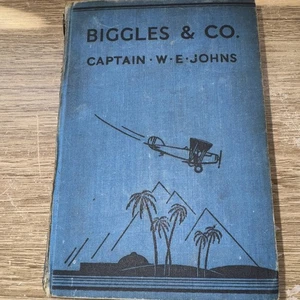 BIGGLES & CO.
CAPTAIN · W · E · JOHNS